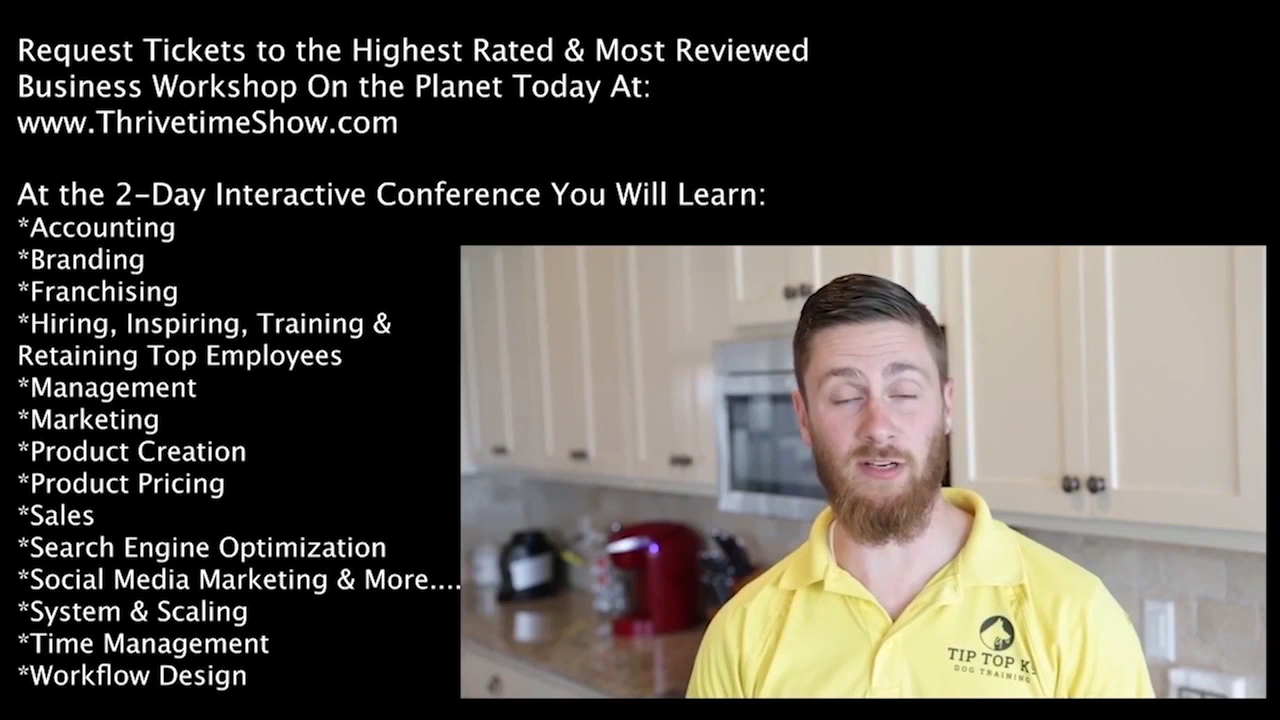 Request Tickets to the Highest Rated & Most Reviewed
Business Workshop On the Planet Today At:
www.ThrivetimeShow.com
At the 2-Day Interactive Conference You Will Learn:
*Accounting
*Branding
*Franchising
*Hiring, Inspiring, Training &
Retaining Top Employees
*Management
*Marketing
*Product Creation
*Product Pricing
*Sales
*Search Engine Optimization
*Social Media Marketing & More....
*System & Scaling
*Time Management
*Workflow Design
TIP TOP K9
DOG TRAINING